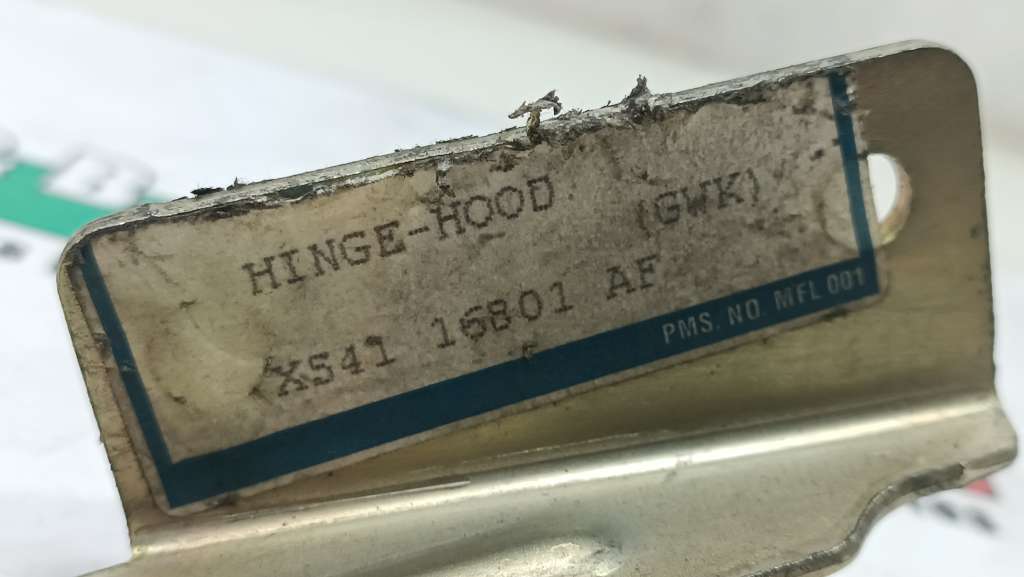 HINGE-HOOD (GWK)
XS41 16801 AF
PMS. NO. MFL 001